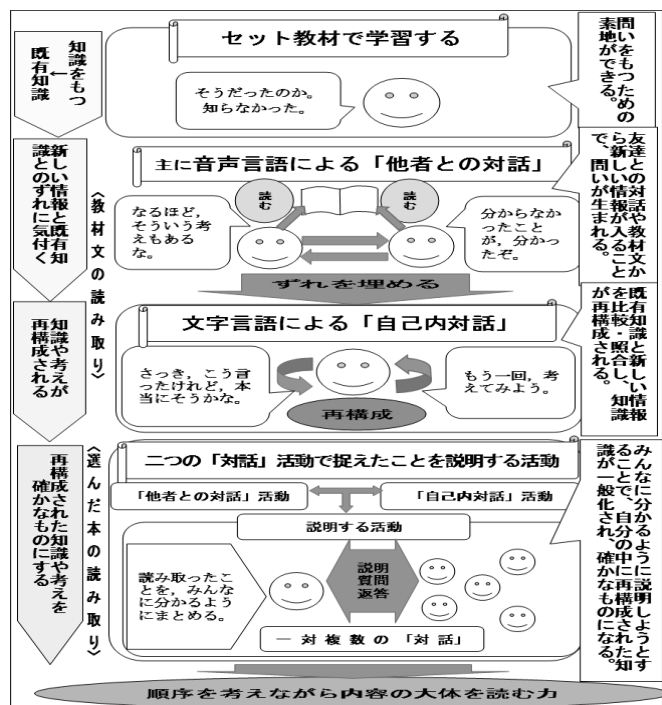 セット教材で学習する
知識をもつ
←
既有知識
そうだったのか。
知らなかった。
問いをもつための
素地ができる。
主に音声言語による「他者との対話」
新しい情報と既有知
識とのずれに気付く
〈教材文の読み取り〉
読む
読む
なるほど，
そういう考
えもある
な。
分からな
かったこと
が，分かっ
たぞ。
友達との対話や教材文か
ら新しい情報が入ること
で、問いが生まれる。
ずれを埋める
文字言語による「自己内対話」
知識や考えが
再構成される
さっき，こう言
ったけれど，本
当にそうかな。
もう一回，考
えてみよう。
再構成
既有知識と新しい情報
を比較・照合し、知識
が再構成される。
二つの「対話」活動で捉えたことを説明する活動
再構成された知識や考えを
確かなものにする
〈選んだ本の読み取り〉
「他者との対話」活動
「自己内対話」活動
説明する活動
読み取ったこ
とを，みんな
に分かるよう
にまとめる。
説明
質問
返答
一対複数の「対話」
みんなに分かるように説明しようとす
ることで、自分の中に再構成された知
識が一般化され、確かなものになる。
順序を考えながら内容の大体を読む力